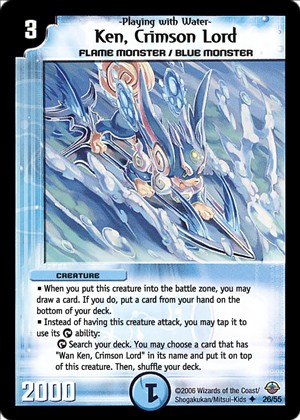 3
-Playing with Water-
Ken, Crimson Lord
FLAME MONSTER / BLUE MONSTER
CREATURE
■ When you put this creature into the battle zone, you may
draw a card. If you do, put a card from your hand on the
bottom of your deck.
■ Instead of having this creature attack, you may tap it to
use its ability:
Search your deck. You may choose a card that has
"Wan Ken, Crimson Lord" in its name and put it on top
of this creature. Then, shuffle your deck.
2000
1
©2006 Wizards of the Coast/
Shogakukan/Mitsui-Kids 26/55